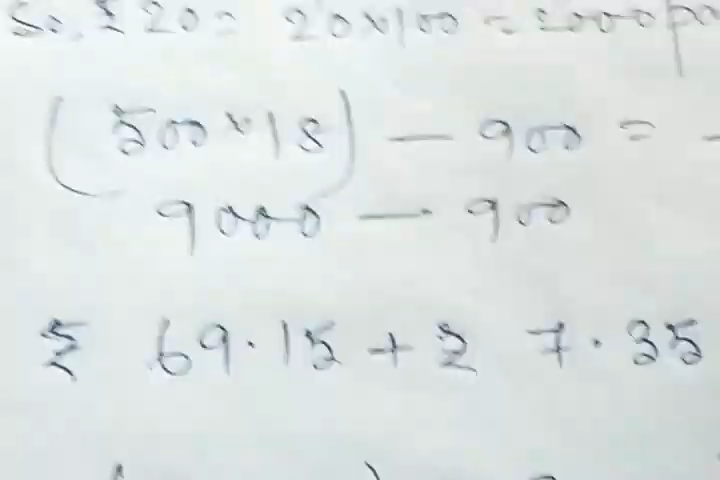 So, ₹ 20 = 20 × 100 = 2000
(500 × 18) — 900 =
9000 — 900
₹ 69.15 + ₹ 7.35